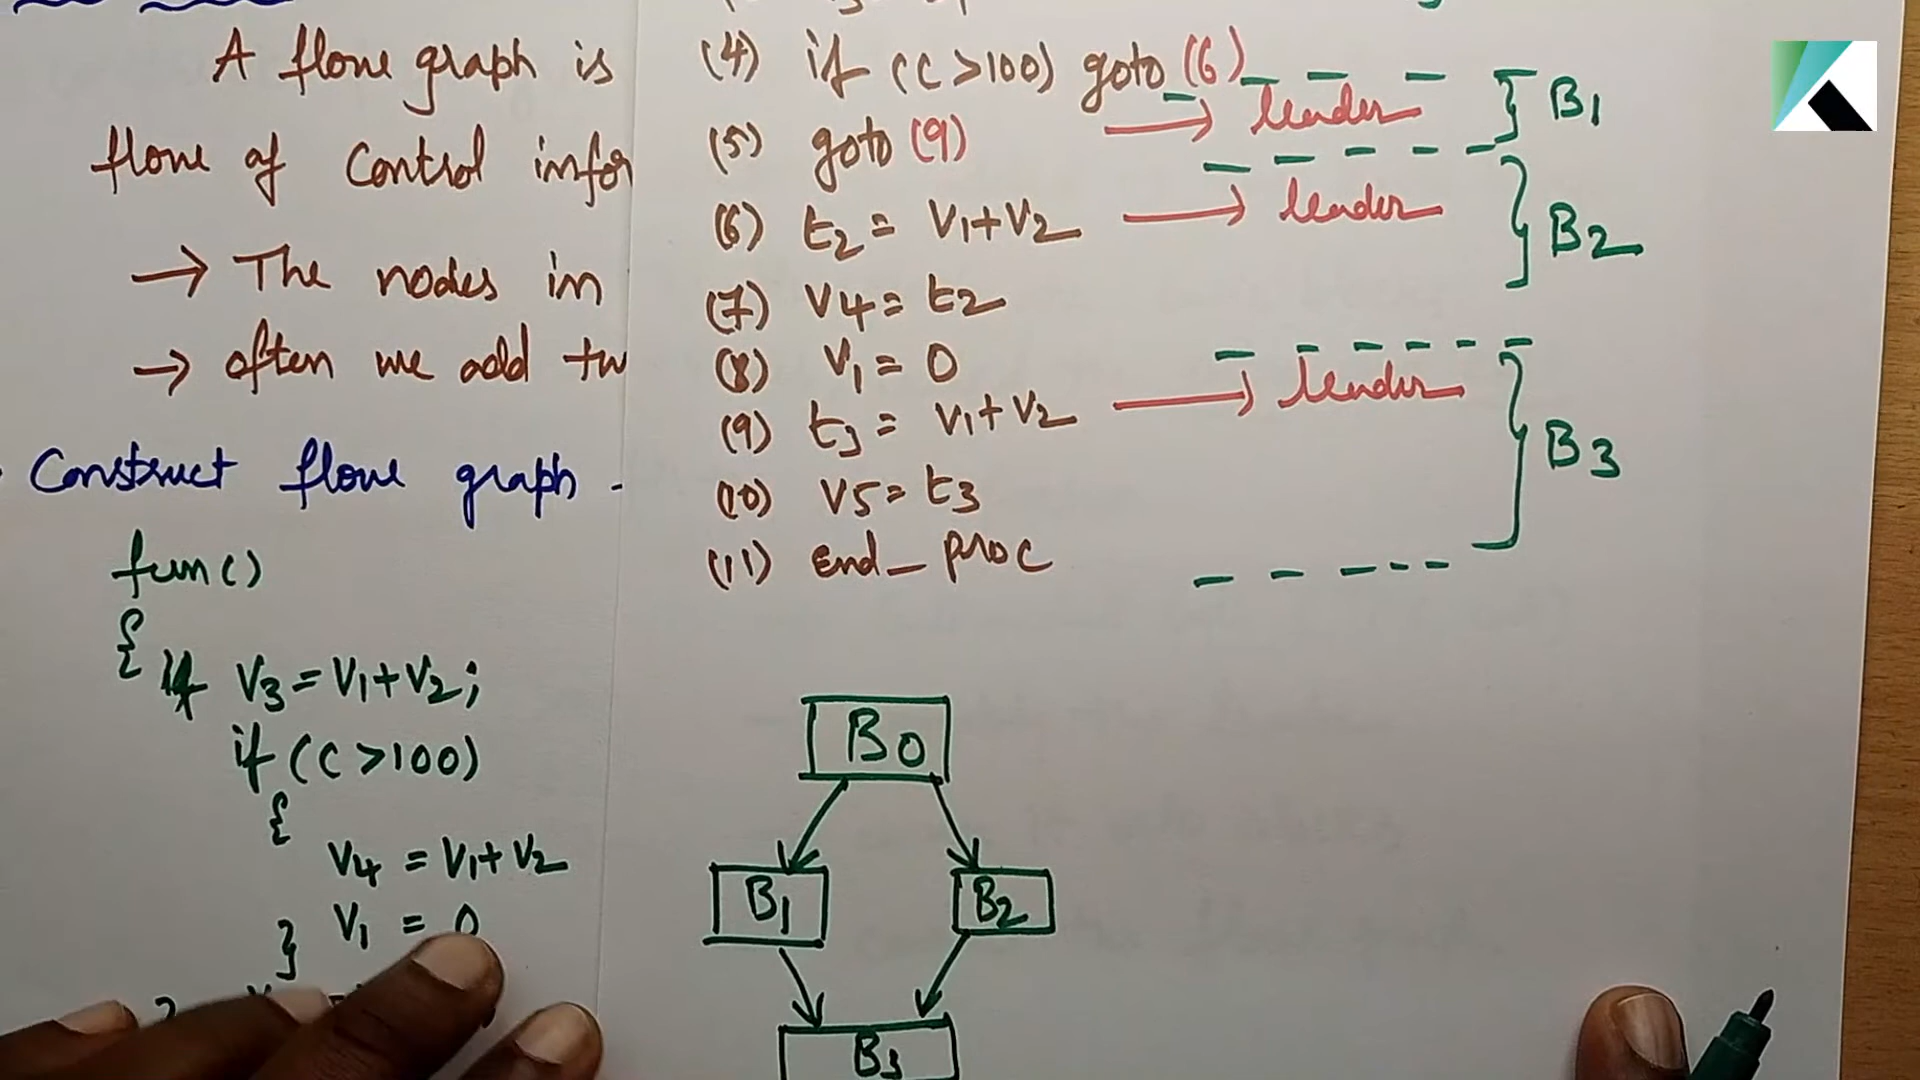 A flow graph is
flow of control infor
→ The nodes in
→ often we add tw
Construct flow graph -
func()
{
if V3 = V1+V2;
if (C >100)
{
V4 = V1+V2
V1 = 0
}
(4) if (C >100) goto (6)
(5) goto (9) → leader B1
(6) t2 = V1+V2 → leader B2
(7) V4 = t2
(8) V1 = 0
(9) t3 = V1+V2 → leader B3
(10) V5 = t3
(11) end_proc
B0
B1 B2
B3